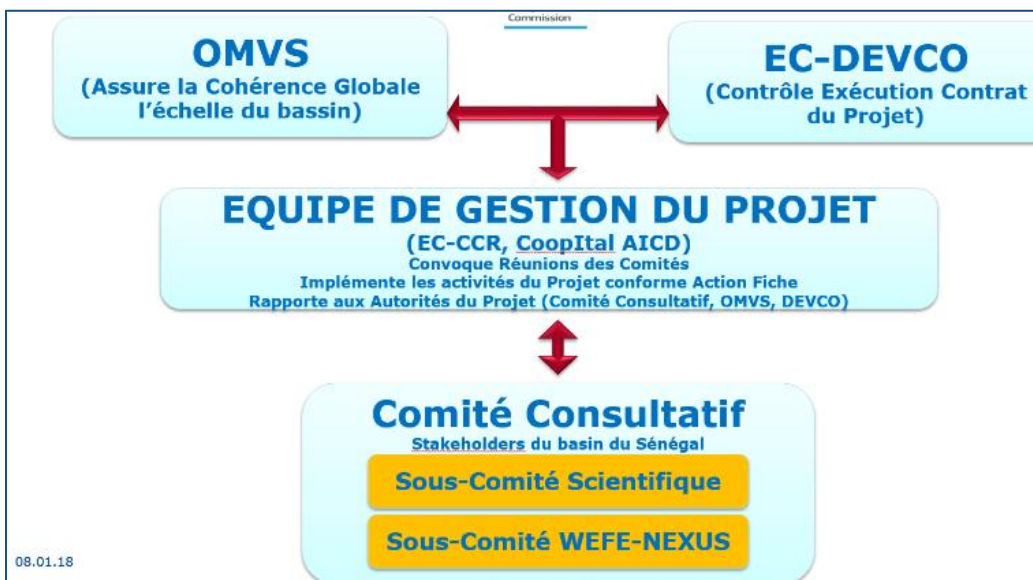 Commission
OMVS
(Assure la Cohérence Globale
l’échelle du bassin)
EC-DEVCO
(Contrôle Exécution Contrat
du Projet)
EQUIPE DE GESTION DU PROJET
(EC-CCR, CoopItal AICD)
Convoque Réunions des Comités
Implémente les activités du Projet conforme Action Fiche
Rapporte aux Autorités du Projet (Comité Consultatif, OMVS, DEVCO)
Comité Consultatif
Stakeholders du basin du Sénégal
Sous-Comité Scientifique
Sous-Comité WEFE-NEXUS
08.01.18